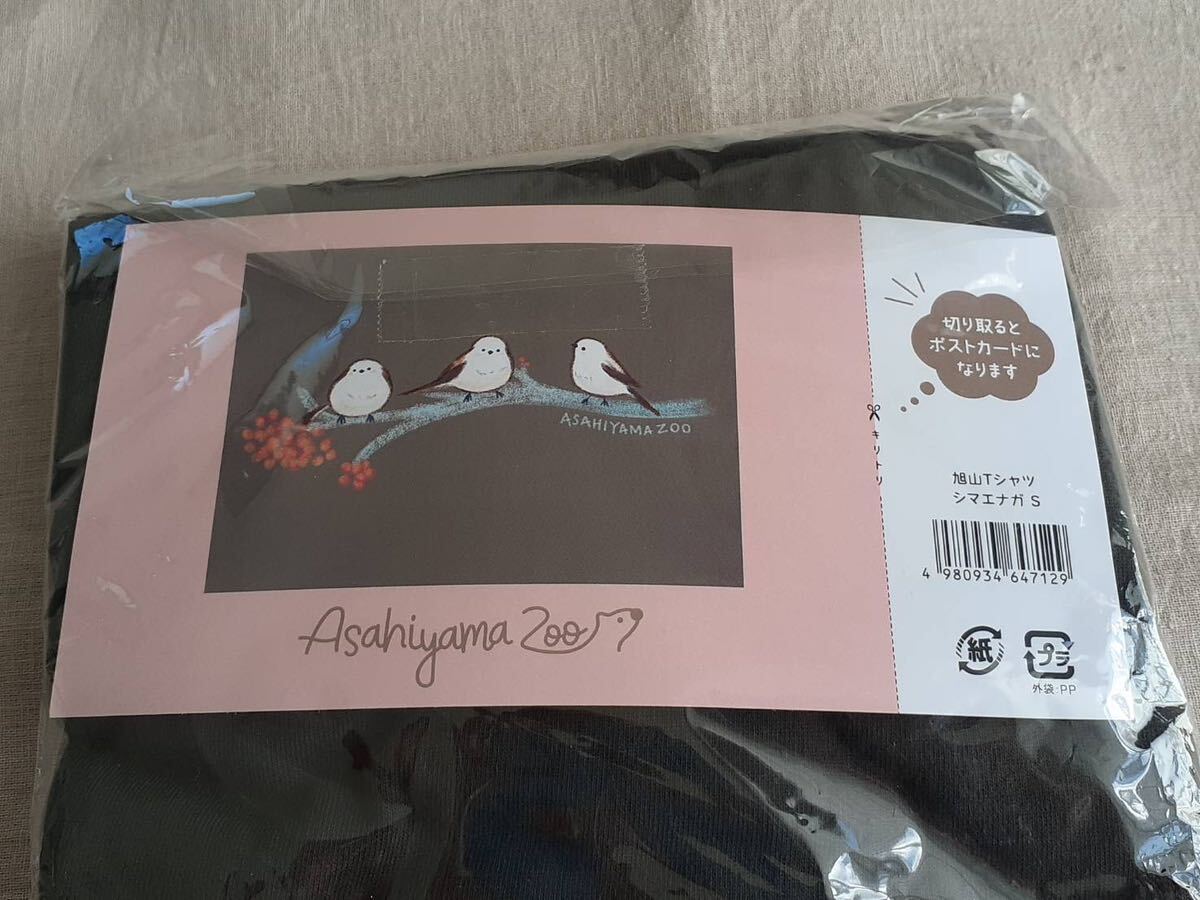 ASAHIYAMA ZOO
Asahiyama Zoo
切り取ると
ポストカードに
なります
キリトリ
旭山Tシャツ
シマエナガ S
4 980934 647129
紙
プラ
外袋:PP